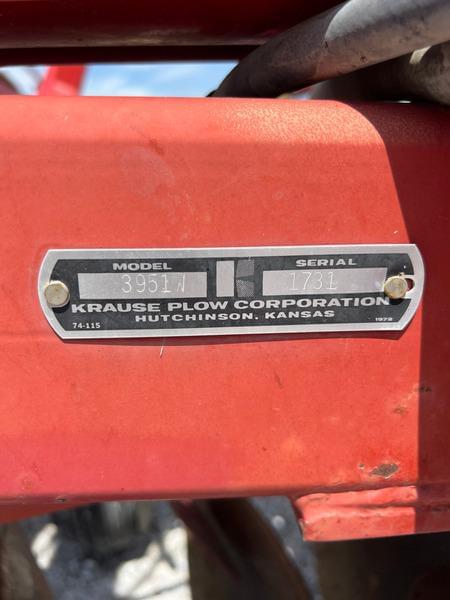 MODEL SERIAL
3951W 1731
KRAUSE PLOW CORPORATION
HUTCHINSON, KANSAS
74-115 1972